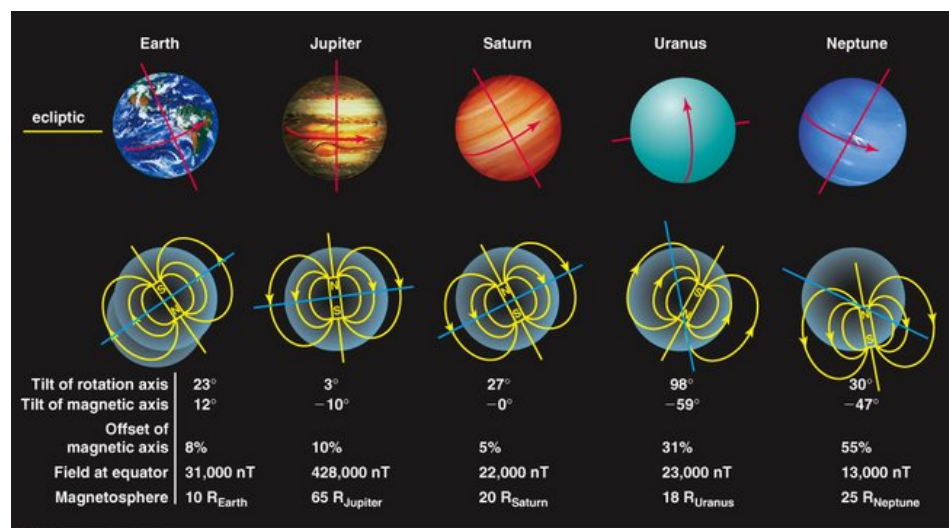 Earth Jupiter Saturn Uranus Neptune
ecliptic
S N N S N S S N N S
Tilt of rotation axis 23° 3° 27° 98° 30°
Tilt of magnetic axis 12° −10° −0° −59° −47°
Offset of
magnetic axis 8% 10% 5% 31% 55%
Field at equator 31,000 nT 428,000 nT 22,000 nT 23,000 nT 13,000 nT
Magnetosphere 10 REarth 65 RJupiter 20 RSaturn 18 RUranus 25 RNeptune